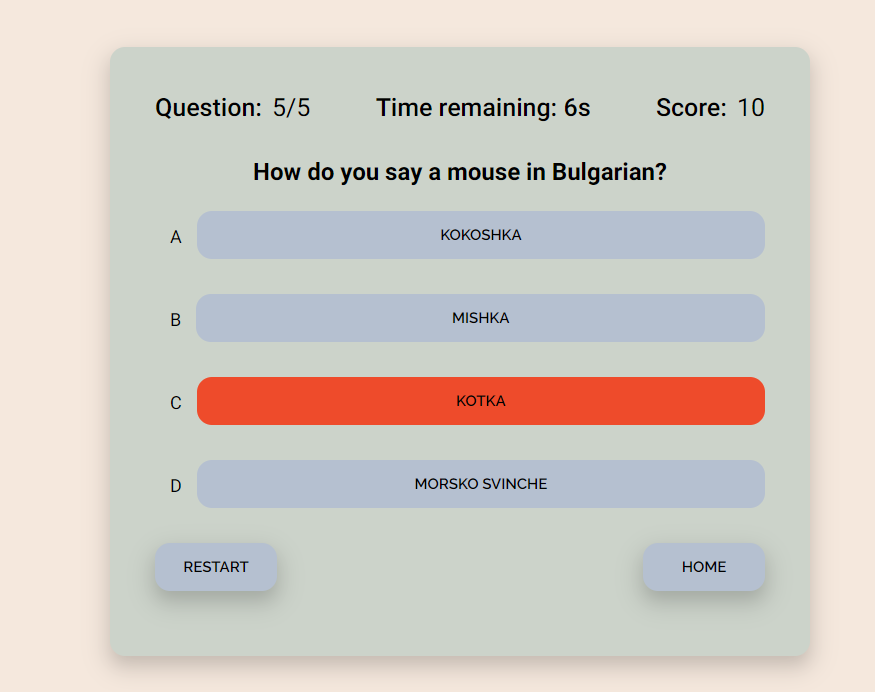 Question: 5/5 Time remaining: 6s Score: 10
How do you say a mouse in Bulgarian?
A KOKOSHKA
B MISHKA
C KOTKA
D MORSKO SVINCHE
RESTART HOME